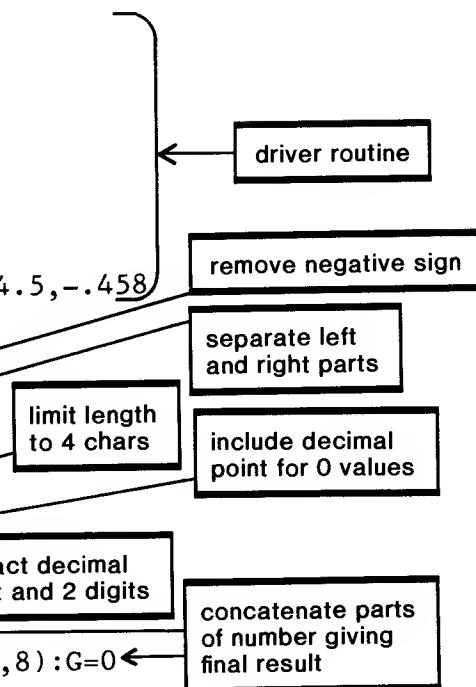 driver routine
remove negative sign
4.5,-.458
separate left
and right parts
limit length
to 4 chars
include decimal
point for 0 values
act decimal
t and 2 digits
concatenate parts
of number giving
final result
,8):G=0